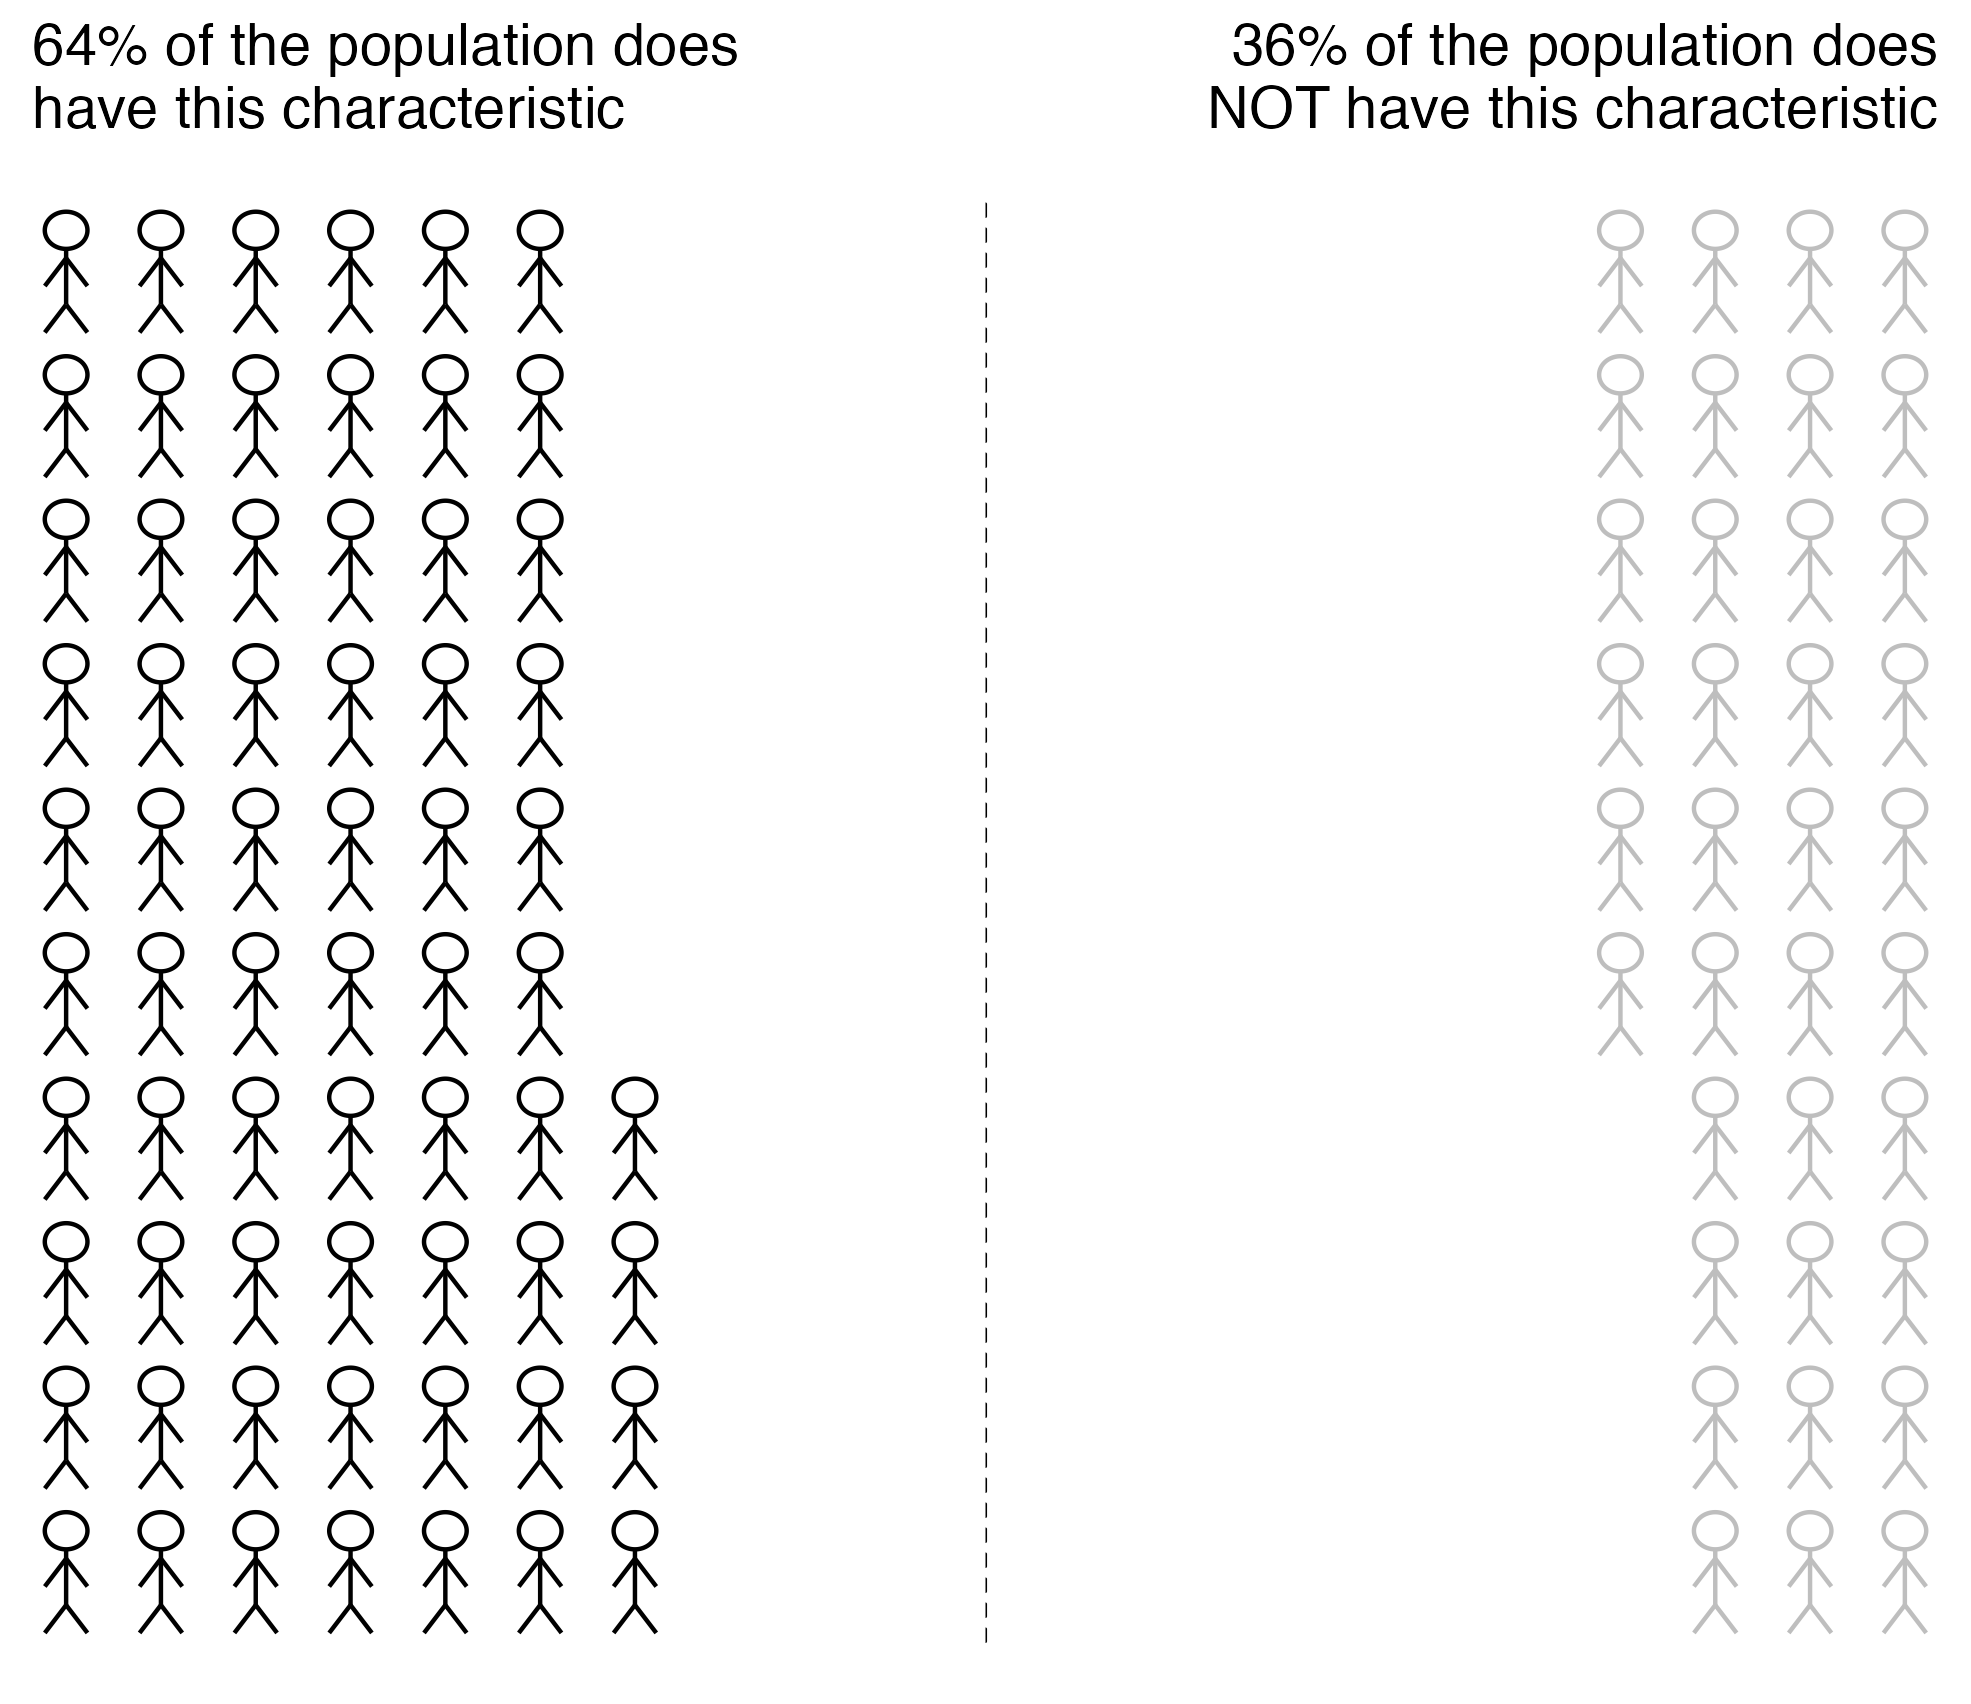 64% of the population does
have this characteristic
36% of the population does
NOT have this characteristic